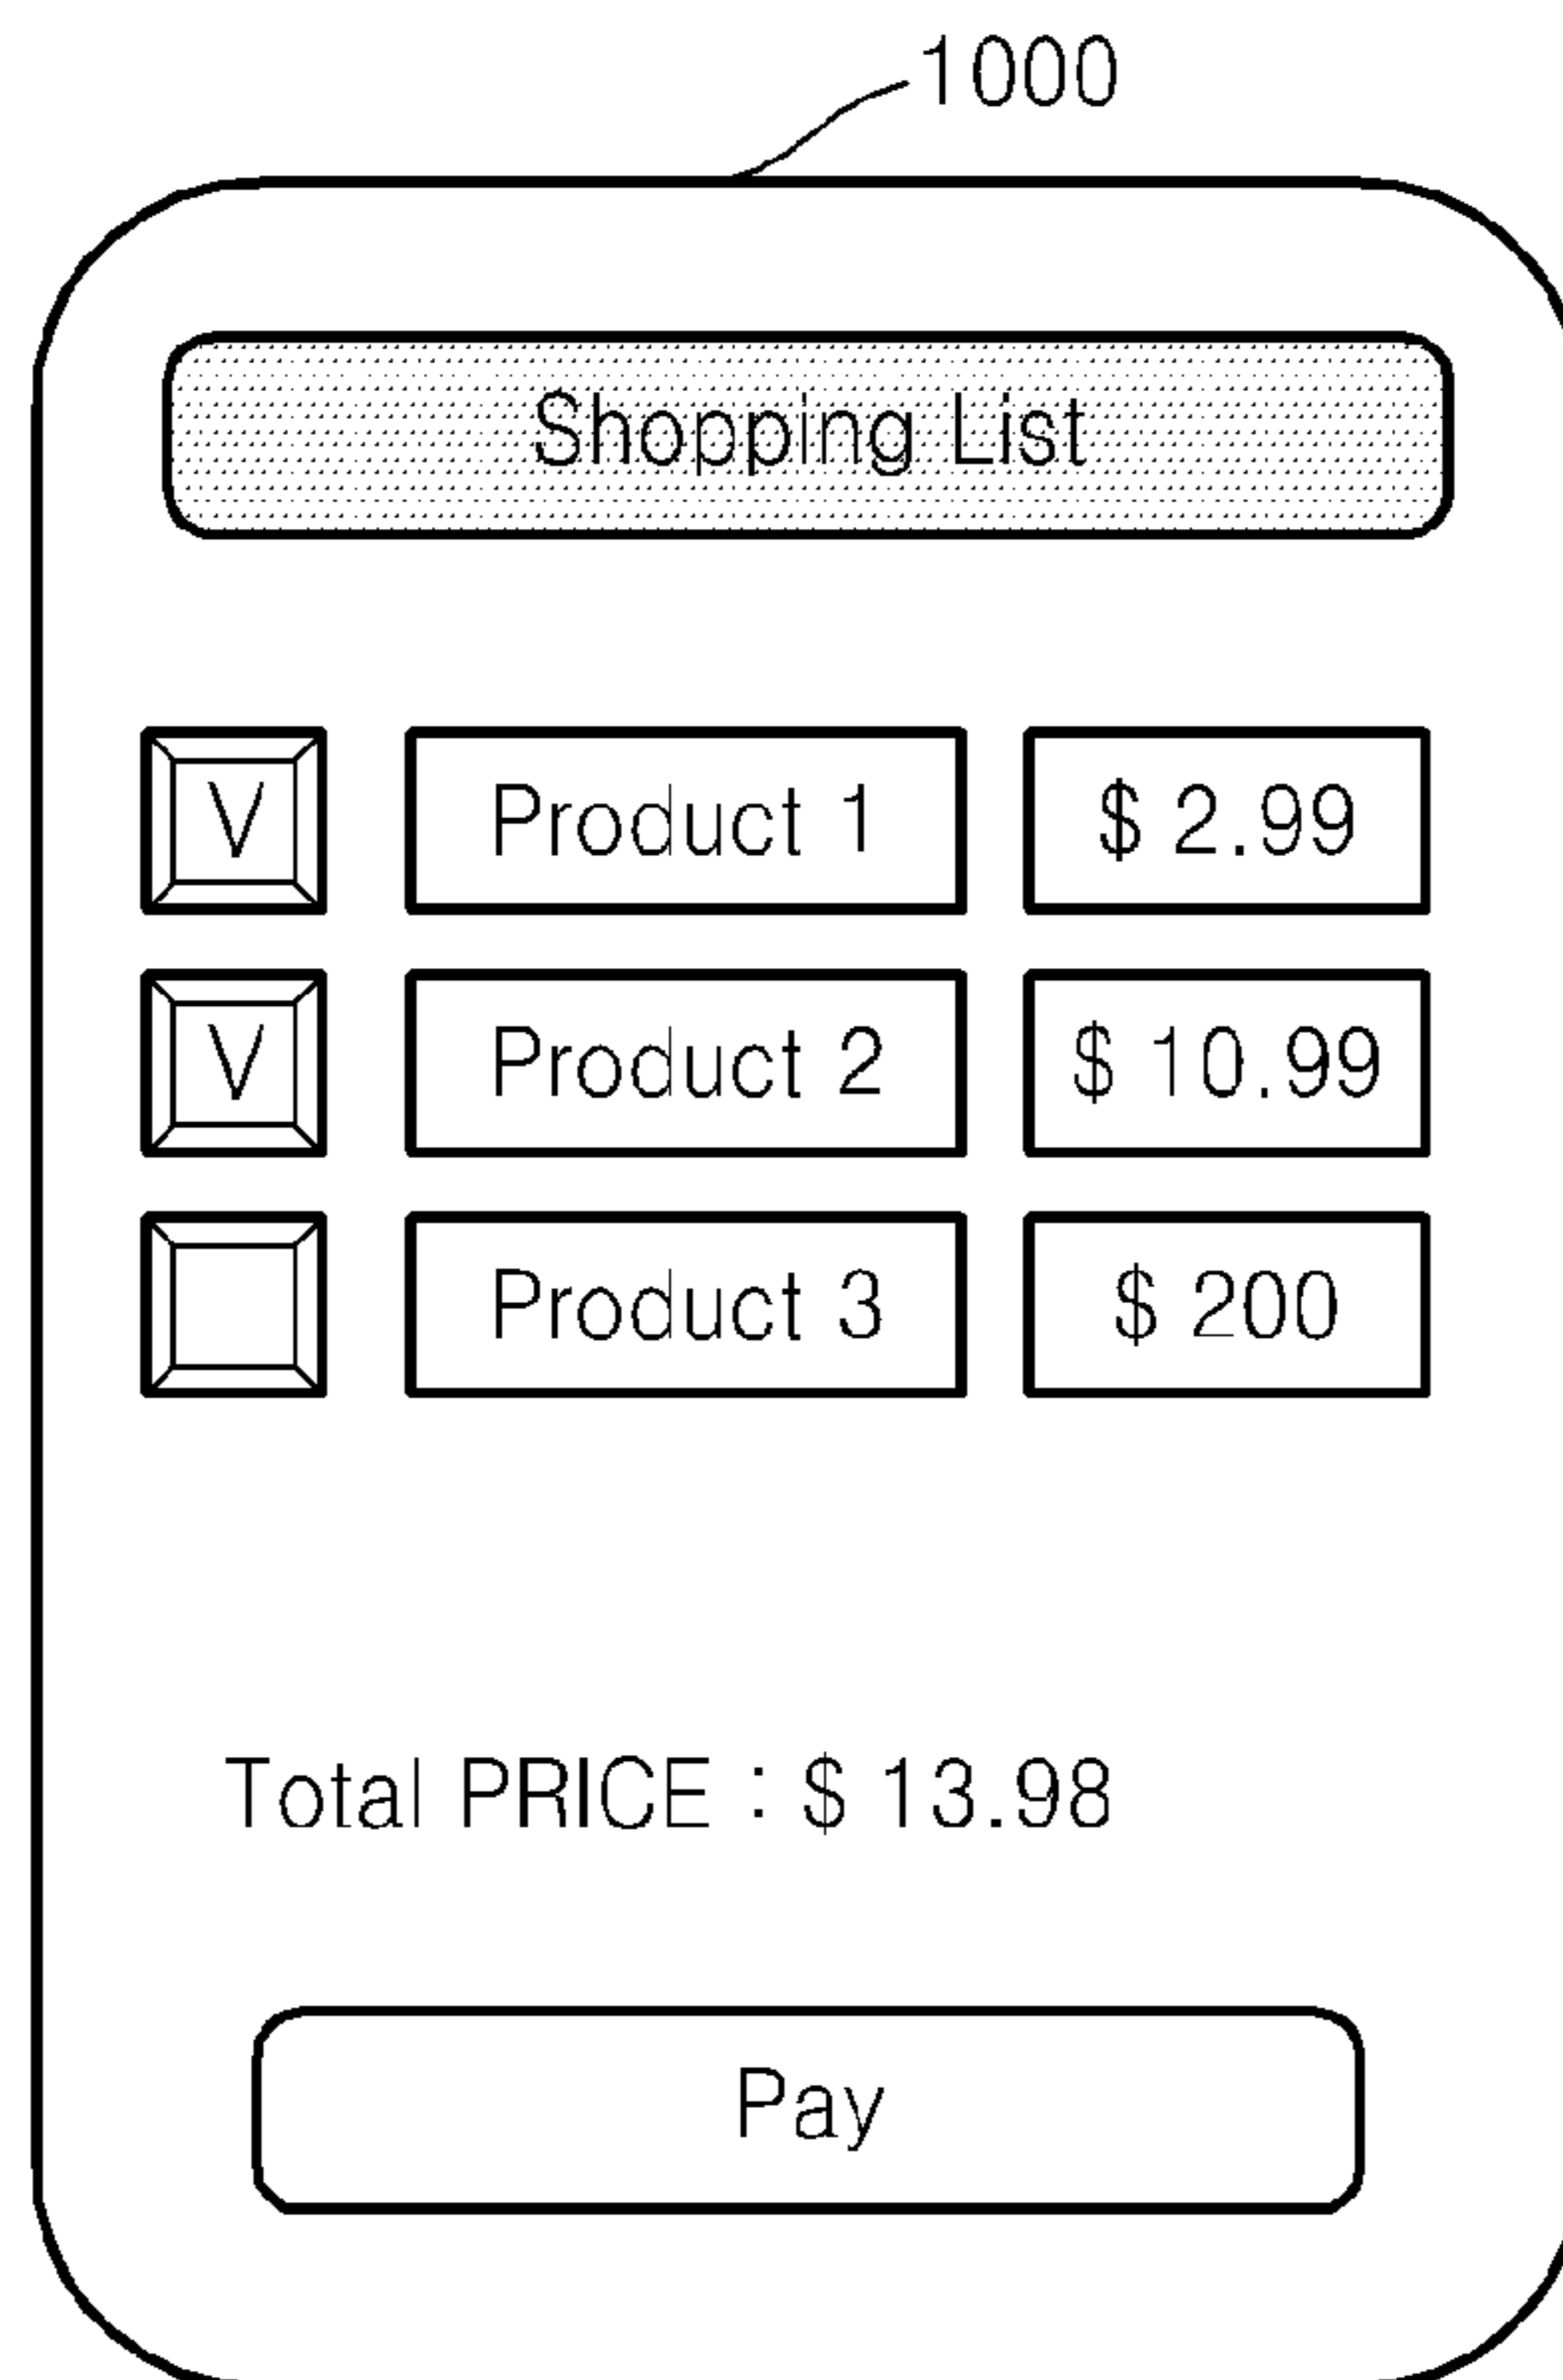 1000
Shopping List
V Product 1 $ 2.99
V Product 2 $ 10.99
Product 3 $ 200
Total PRICE : $ 13.98
Pay